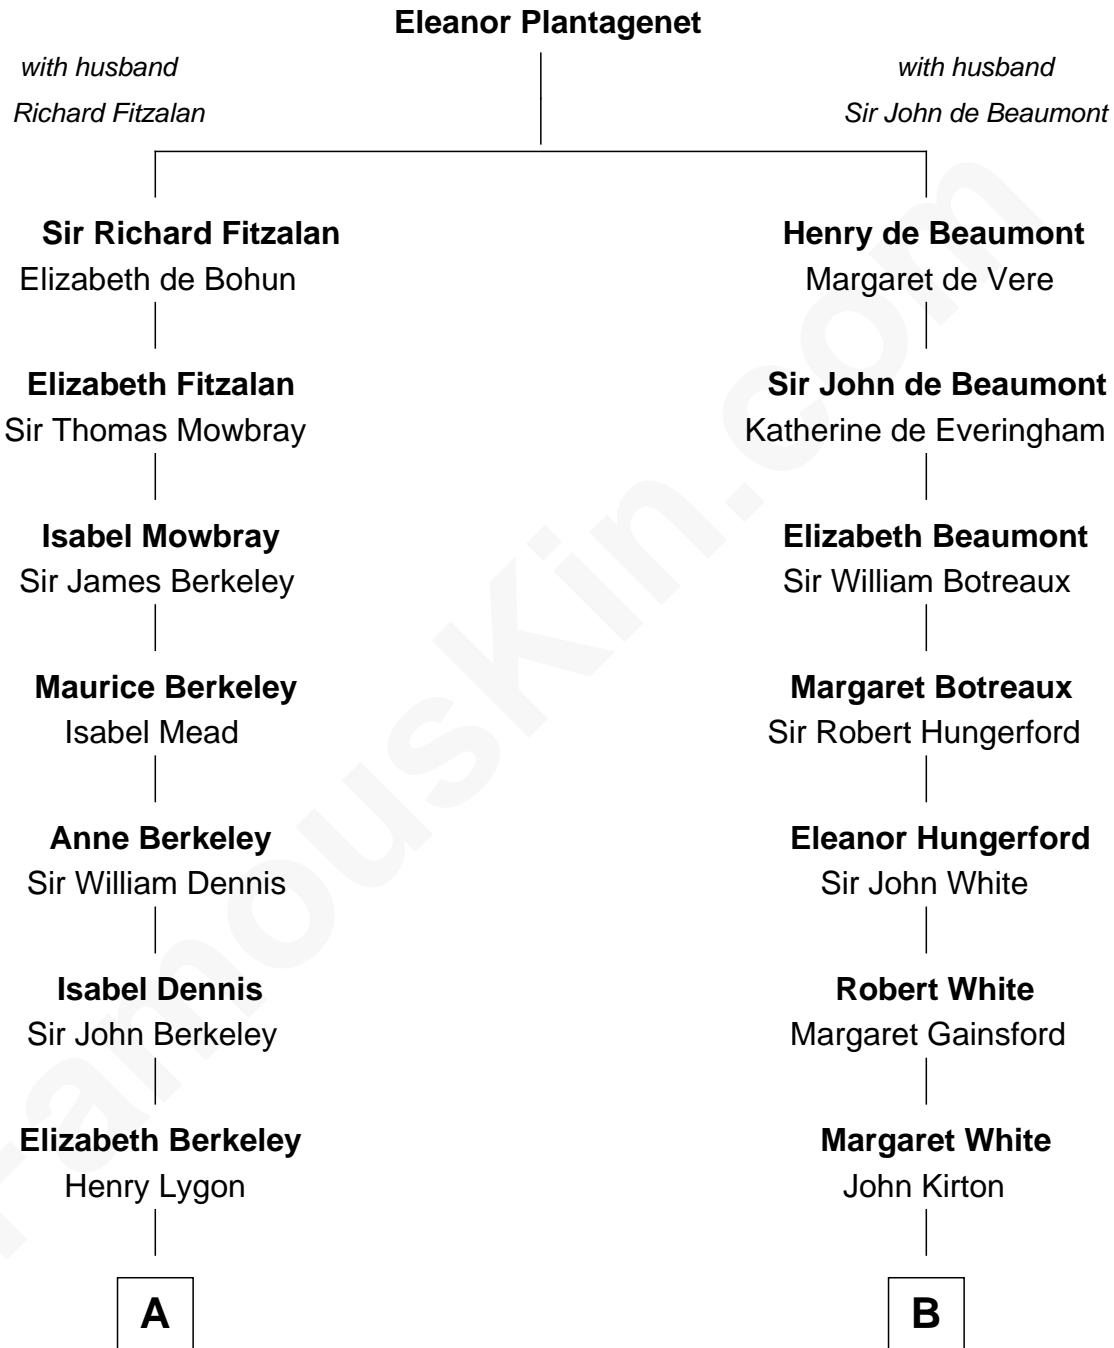 Eleanor Plantagenet
with husband
Richard Fitzalan
with husband
Sir John de Beaumont
Sir Richard Fitzalan
Elizabeth de Bohun
Elizabeth Fitzalan
Sir Thomas Mowbray
Isabel Mowbray
Sir James Berkeley
Maurice Berkeley
Isabel Mead
Anne Berkeley
Sir William Dennis
Isabel Dennis
Sir John Berkeley
Elizabeth Berkeley
Henry Lygon
A
Henry de Beaumont
Margaret de Vere
Sir John de Beaumont
Katherine de Everingham
Elizabeth Beaumont
Sir William Botreaux
Margaret Botreaux
Sir Robert Hungerford
Eleanor Hungerford
Sir John White
Robert White
Margaret Gainsford
Margaret White
John Kirton
B
FamousKin.com